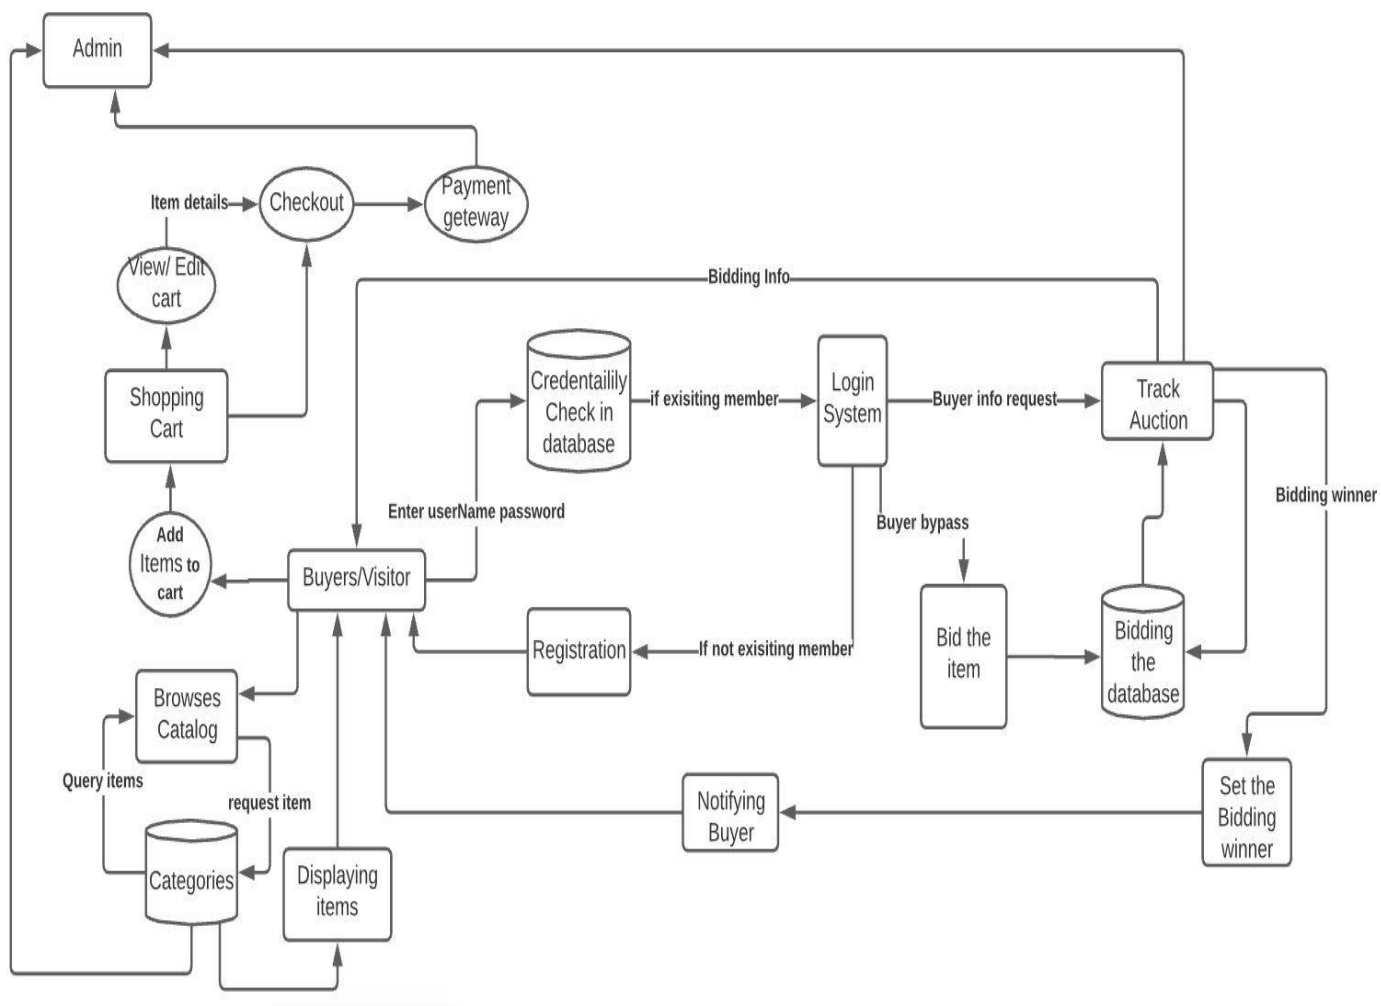 Admin
Payment
geteway
Item details
Checkout
View/ Edit
cart
Bidding Info
Shopping
Cart
Credentailily
Check in
database
if exisiting member
Login
System
Buyer info request
Track
Auction
Bidding winner
Enter userName password
Buyer bypass
Add
Items to
cart
Buyers/Visitor
Registration
If not exisiting member
Bid the
item
Bidding
the
database
Browses
Catalog
Query items
request item
Categories
Displaying
items
Notifying
Buyer
Set the
Bidding
winner